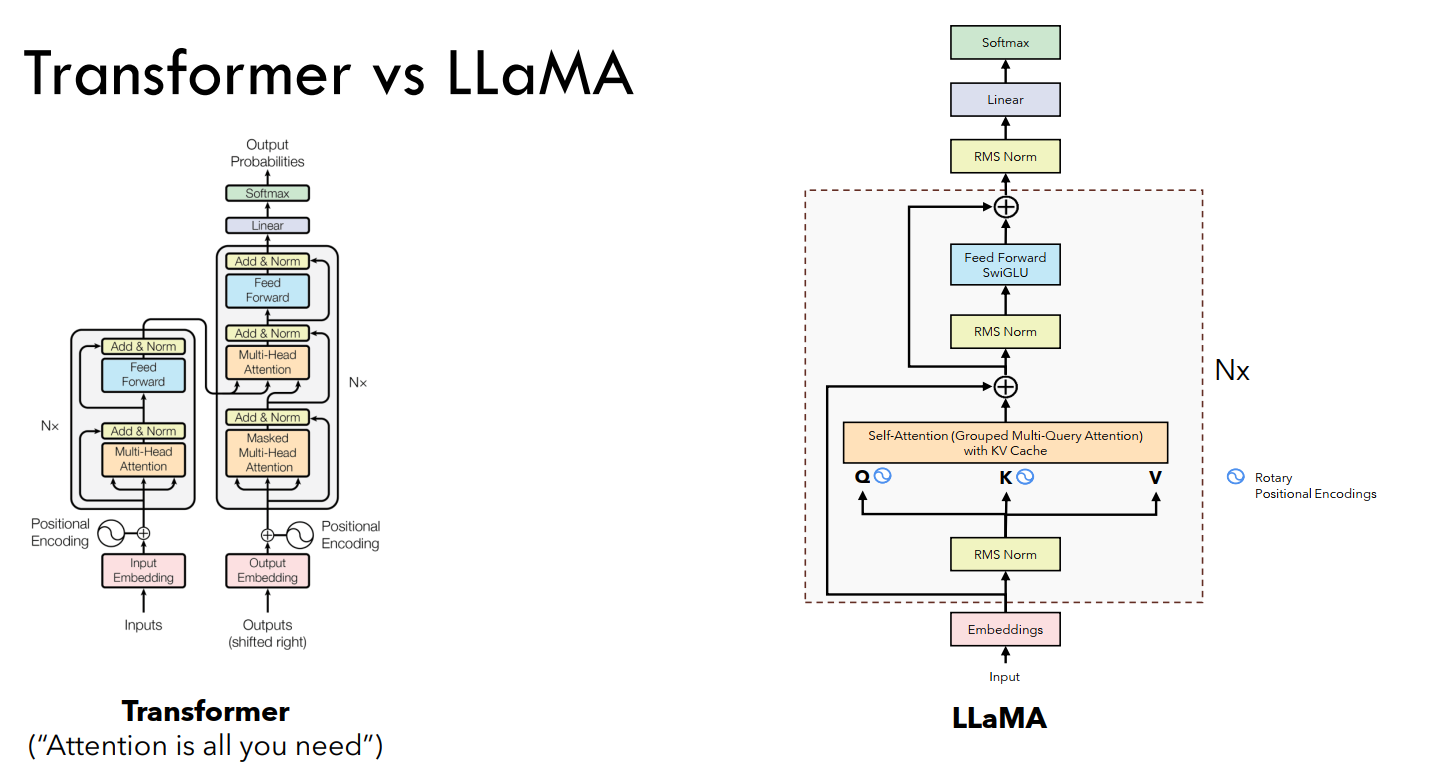 Transformer vs LLaMA
Output
Probabilities
Softmax
Linear
Add & Norm
Feed
Forward
Add & Norm
Multi-Head
Attention
Add & Norm
Masked
Multi-Head
Attention
Nx
Positional
Encoding
Output
Embedding
Outputs
(shifted right)
Add & Norm
Feed
Forward
Add & Norm
Multi-Head
Attention
Nx
Positional
Encoding
Input
Embedding
Inputs
Transformer
("Attention is all you need")
Softmax
Linear
RMS Norm
Feed Forward
SwiGLU
RMS Norm
Nx
Self-Attention (Grouped Multi-Query Attention)
with KV Cache
Q K V
Rotary
Positional Encodings
RMS Norm
Embeddings
Input
LLaMA